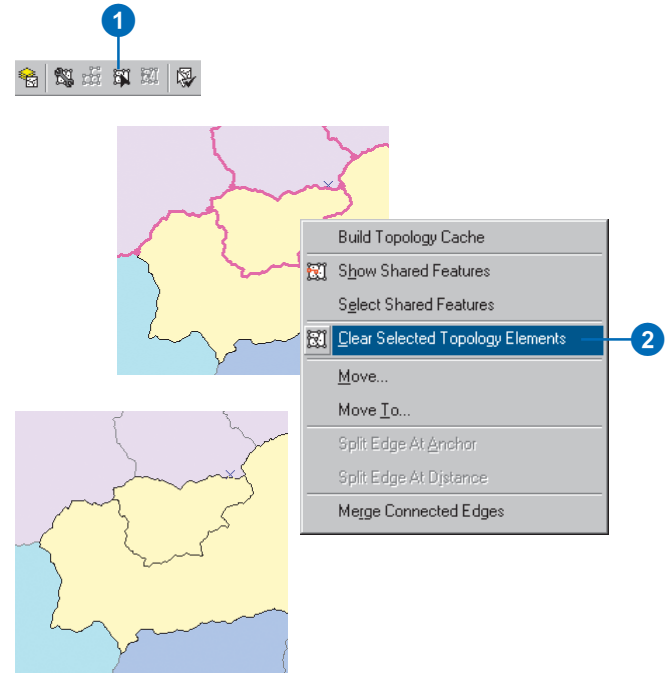 1
Build Topology Cache
Show Shared Features
Select Shared Features
Clear Selected Topology Elements
2
Move...
Move To...
Split Edge At Anchor
Split Edge At Distance
Merge Connected Edges